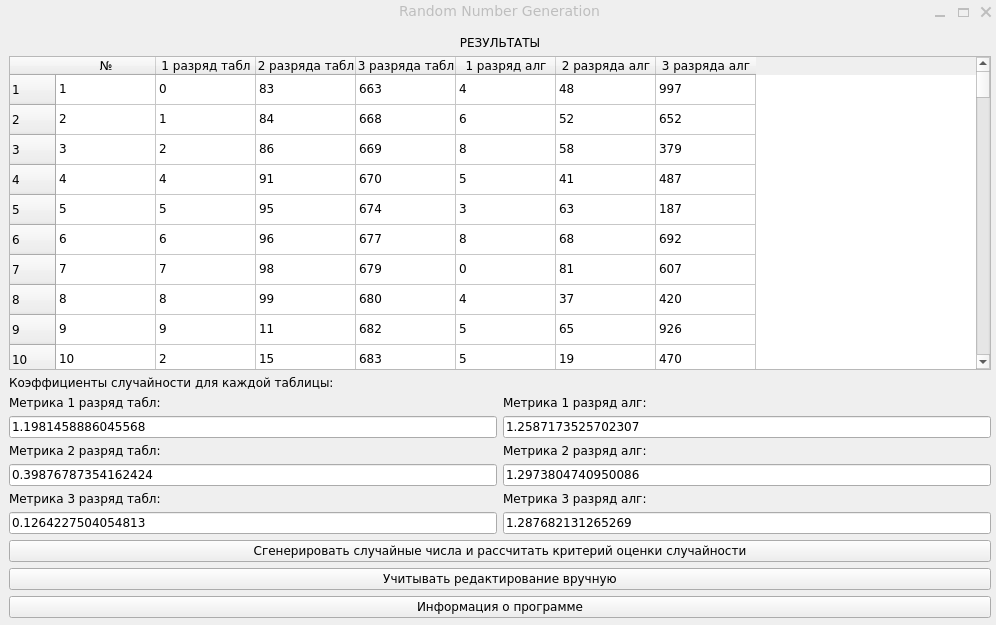 Random Number Generation
РЕЗУЛЬТАТЫ
№ 1 разряд табл 2 разряда табл 3 разряда табл 1 разряд алг 2 разряда алг 3 разряда алг
1 1 0 83 663 4 48 997
2 2 1 84 668 6 52 652
3 3 2 86 669 8 58 379
4 4 4 91 670 5 41 487
5 5 5 95 674 3 63 187
6 6 6 96 677 8 68 692
7 7 7 98 679 0 81 607
8 8 8 99 680 4 37 420
9 9 9 11 682 5 65 926
10 10 2 15 683 5 19 470
Коэффициенты случайности для каждой таблицы:
Метрика 1 разряд табл: Метрика 1 разряд алг:
1.1981458886045568 1.2587173525702307
Метрика 2 разряд табл: Метрика 2 разряд алг:
0.39876787354162424 1.2973804740950086
Метрика 3 разряд табл: Метрика 3 разряд алг:
0.1264227504054813 1.287682131265269
Сгенерировать случайные числа и рассчитать критерий оценки случайности
Учитывать редактирование вручную
Информация о программе